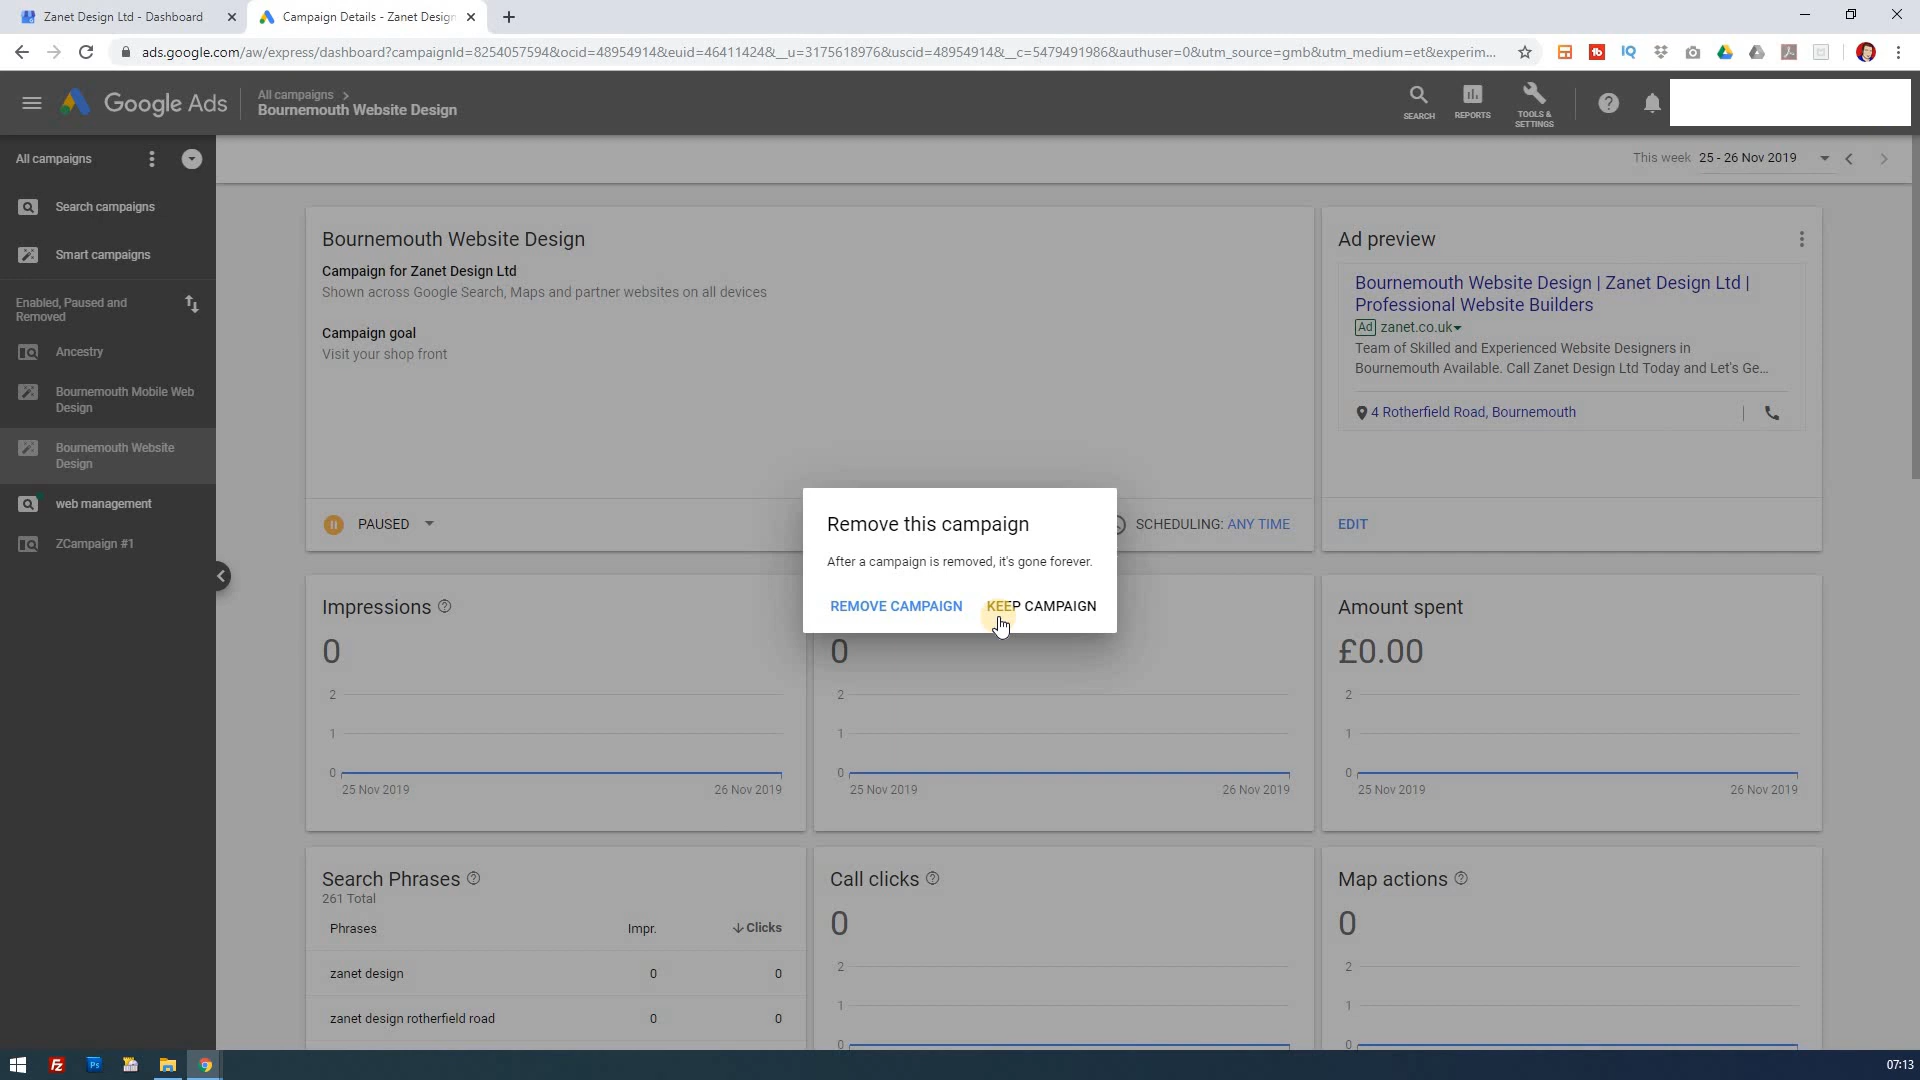 Zanet Design Ltd - Dashboard
Campaign Details - Zanet Design
ads.google.com/aw/express/dashboard?campaignId=8254057594&ocid=48954914&euid=46411424&__u=3175618976&uscid=48954914&__c=5479491986&authuser=0&utm_source=gmb&utm_medium=et&experim...
Google Ads
All campaigns >
Bournemouth Website Design
SEARCH
REPORTS
TOOLS &
SETTINGS
All campaigns
Search campaigns
Smart campaigns
Enabled, Paused and
Removed
Ancestry
Bournemouth Mobile Web
Design
Bournemouth Website
Design
web management
ZCampaign #1
This week 25 - 26 Nov 2019
Bournemouth Website Design
Campaign for Zanet Design Ltd
Shown across Google Search, Maps and partner websites on all devices
Campaign goal
Visit your shop front
PAUSED
SCHEDULING: ANY TIME
Ad preview
Bournemouth Website Design | Zanet Design Ltd |
Professional Website Builders
Ad zanet.co.uk
Team of Skilled and Experienced Website Designers in
Bournemouth Available. Call Zanet Design Ltd Today and Let's Ge...
4 Rotherfield Road, Bournemouth
EDIT
Remove this campaign
After a campaign is removed, it's gone forever.
REMOVE CAMPAIGN KEEP CAMPAIGN
Impressions
0
2
1
0
25 Nov 2019 26 Nov 2019
0
2
1
0
25 Nov 2019 26 Nov 2019
Amount spent
£0.00
2
1
0
25 Nov 2019 26 Nov 2019
Search Phrases
261 Total
Phrases Impr. Clicks
zanet design 0 0
zanet design rotherfield road 0 0
Call clicks
0
2
1
0
Map actions
0
2
1
0
07:13